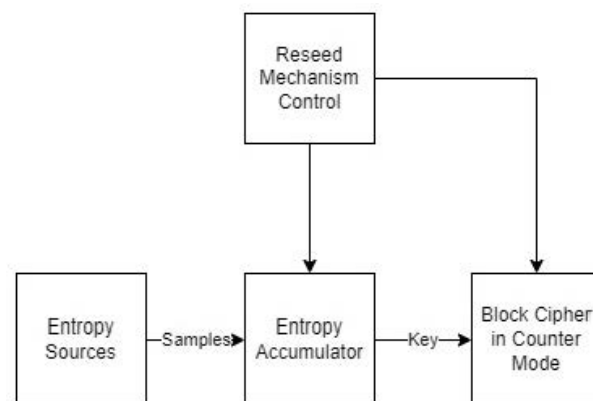 Reseed
Mechanism
Control
Entropy
Sources
Samples
Entropy
Accumulator
Key
Block Cipher
in Counter
Mode